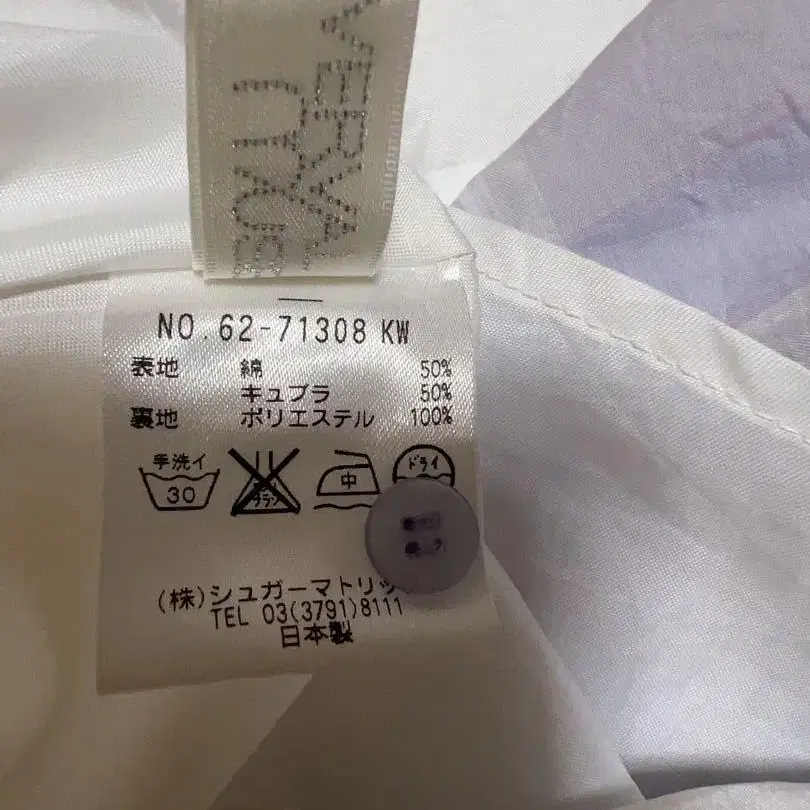 NO.62-71308 KW
表地 綿 50%
キュプラ 50%
裏地 ポリエステル 100%
手洗イ
30
中
ドライ
(株)シュガーマトリッ
TEL 03(3791)8111
日本製